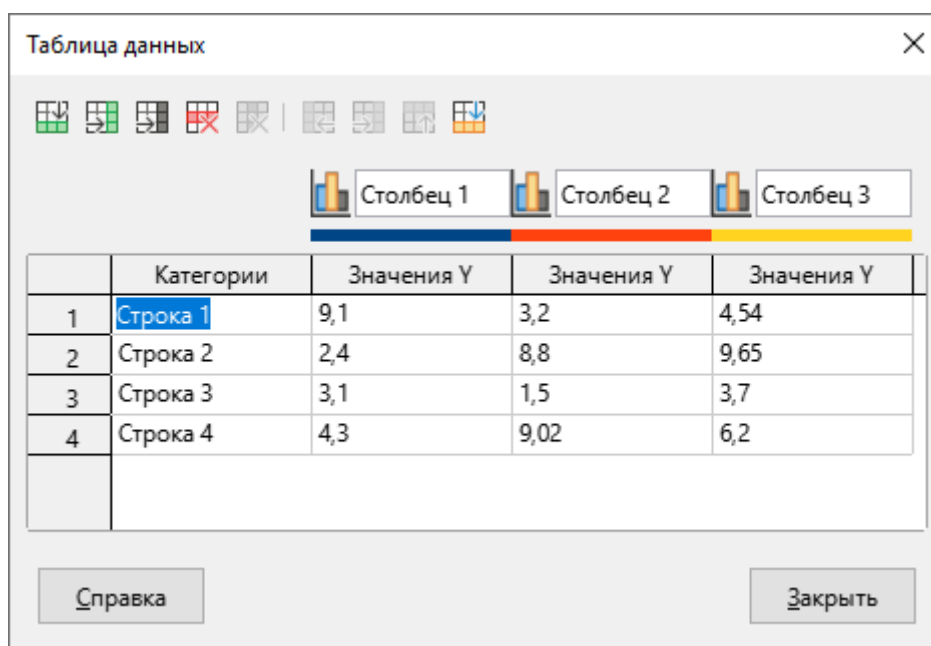 Таблица данных
Столбец 1 Столбец 2 Столбец 3
Категории Значения Y Значения Y Значения Y
1 Строка 1 9,1 3,2 4,54
2 Строка 2 2,4 8,8 9,65
3 Строка 3 3,1 1,5 3,7
4 Строка 4 4,3 9,02 6,2
Справка Закрыть